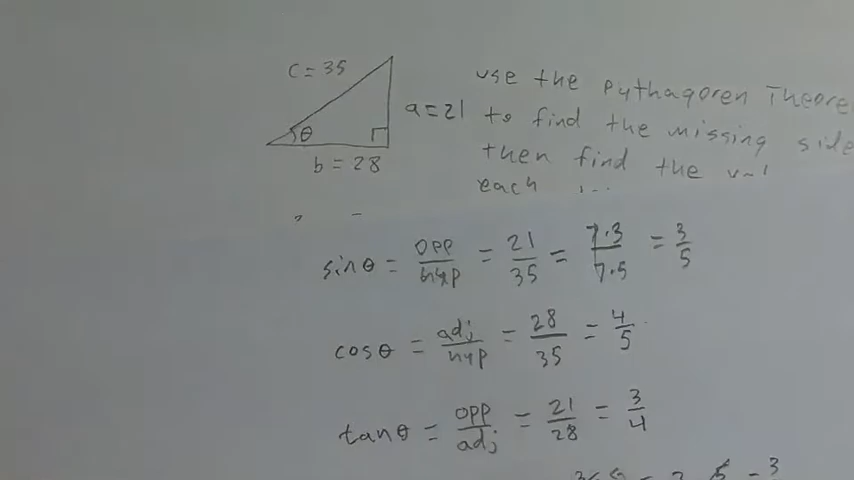 c = 35
use the Pythagoren Theore
a = 21
to find the missing side
θ
b = 28
then find the
each
sinθ = opp/hyp = 21/35 = 7·3/7·5 = 3/5
cosθ = adj/hyp = 28/35 = 4/5
tanθ = opp/adj = 21/28 = 3/4